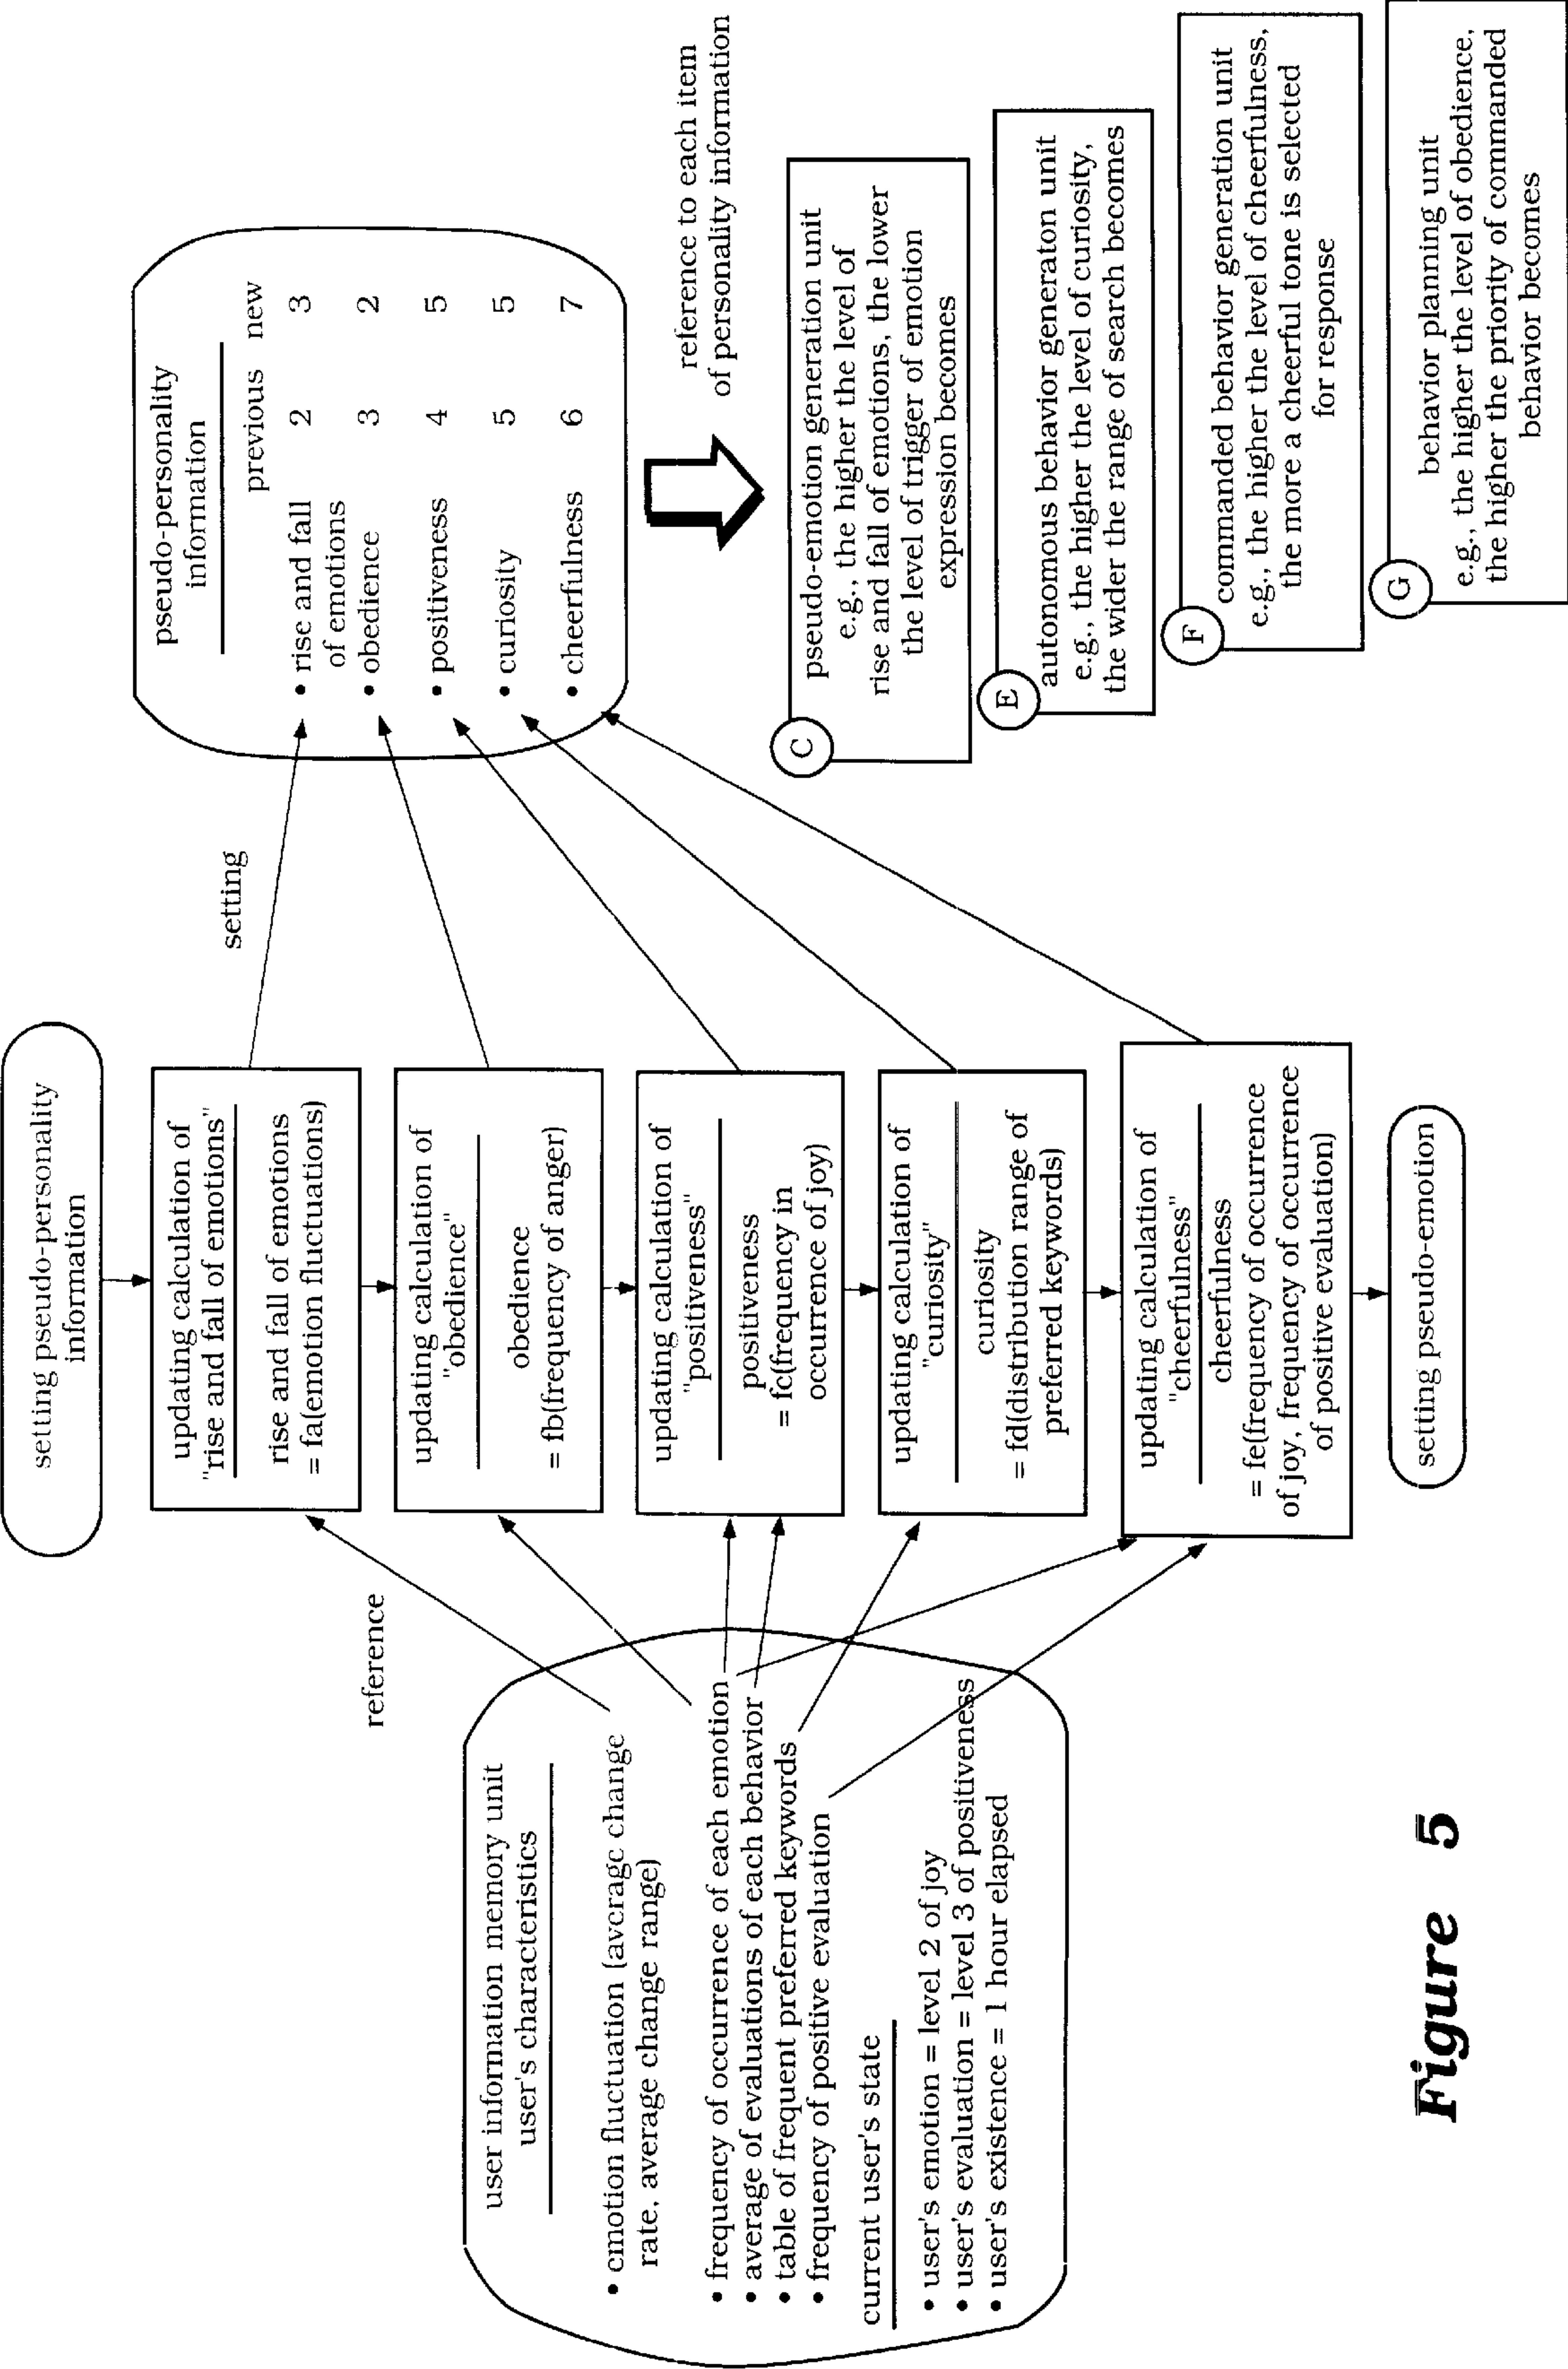 setting pseudo-personality
information
updating calculation of
"rise and fall of emotions"
rise and fall of emotions
= fa(emotion fluctuations)
updating calculation of
"obedience"
obedience
= fb(frequency of anger)
updating calculation of
"positiveness"
positiveness
= fc(frequency in
occurrence of joy)
updating calculation of
"curiosity"
curiosity
= fd(distribution range of
preferred keywords)
updating calculation of
"cheerfulness"
cheerfulness
= fe(frequency of occurrence
of joy, frequency of occurrence
of positive evaluation)
setting pseudo-emotion
reference
setting
user information memory unit
user's characteristics
• emotion fluctuation (average change
rate, average change range)
• frequency of occurrence of each emotion
• average of evaluations of each behavior
• table of frequent preferred keywords
• frequency of positive evaluation
current user's state
• user's emotion = level 2 of joy
• user's evaluation = level 3 of positiveness
• user's existence = 1 hour elapsed
pseudo-personality
information
previous new
• rise and fall 2 3
of emotions
• obedience 3 2
• positiveness 4 5
• curiosity 5 5
• cheerfulness 6 7
reference to each item
of personality information
C
pseudo-emotion generation unit
e.g., the higher the level of
rise and fall of emotions, the lower
the level of trigger of emotion
expression becomes
E
autonomous behavior generaton unit
e.g., the higher the level of curiosity,
the wider the range of search becomes
F
commanded behavior generation unit
e.g., the higher the level of cheerfulness,
the more a cheerful tone is selected
for response
G
behavior planning unit
e.g., the higher the level of obedience,
the higher the priority of commanded
behavior becomes
Figure 5